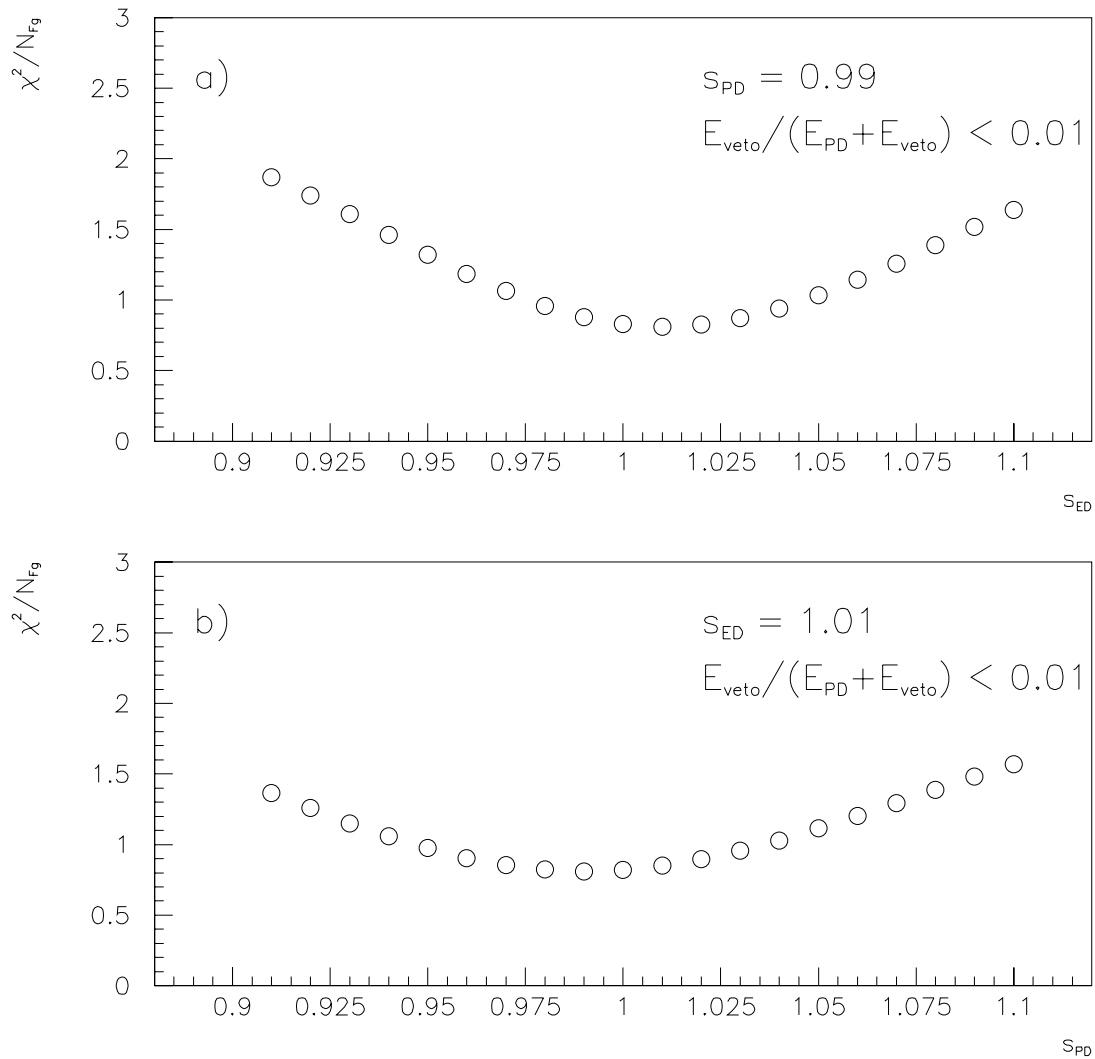 χ²/N_Fg
3
a)
s_PD = 0.99
2.5
E_veto/(E_PD+E_veto) < 0.01
2
1.5
1
0.5
0
0.9 0.925 0.95 0.975 1 1.025 1.05 1.075 1.1
s_ED
χ²/N_Fg
3
b)
s_ED = 1.01
2.5
E_veto/(E_PD+E_veto) < 0.01
2
1.5
1
0.5
0
0.9 0.925 0.95 0.975 1 1.025 1.05 1.075 1.1
s_PD